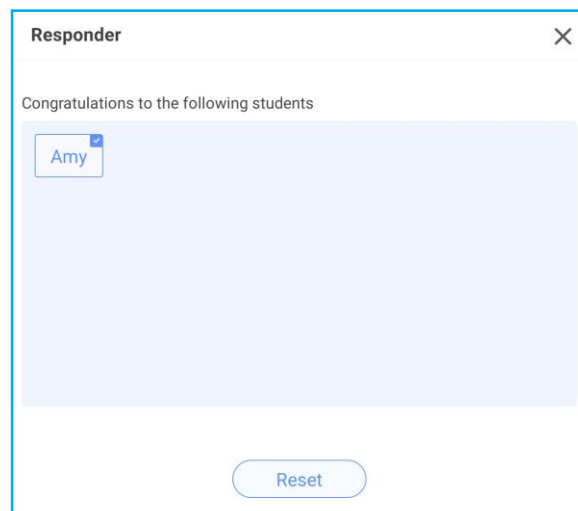 Responder
Congratulations to the following students
Amy
Reset